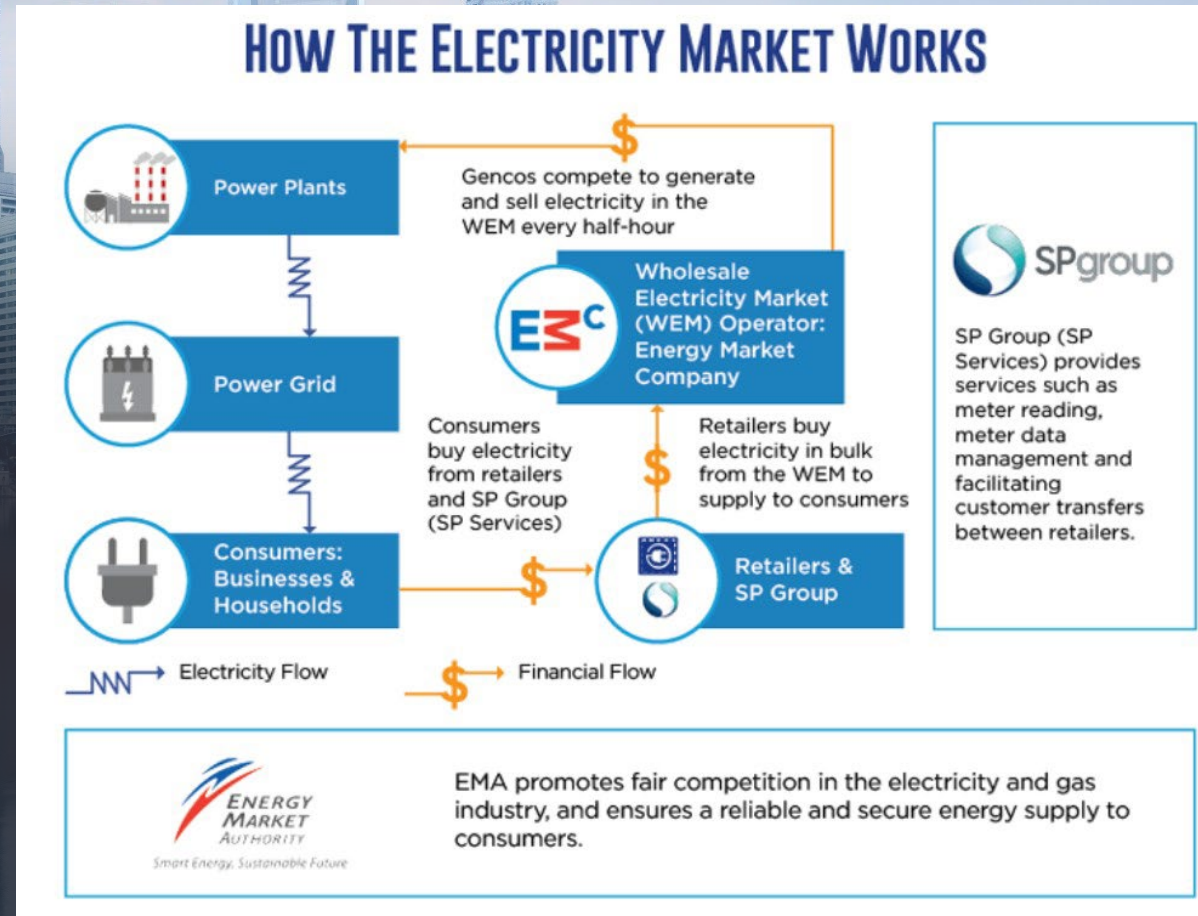 HOW THE ELECTRICITY MARKET WORKS
Power Plants
$
Gencos compete to generate
and sell electricity in the
WEM every half-hour
EMC
Wholesale
Electricity Market
(WEM) Operator:
Energy Market
Company
Power Grid
Consumers
buy electricity
from retailers
and SP Group
(SP Services)
$
Retailers buy
electricity in bulk
from the WEM to
supply to consumers
Consumers:
Businesses &
Households
$
Retailers &
SP Group
SPgroup
SP Group (SP
Services) provides
services such as
meter reading,
meter data
management and
facilitating
customer transfers
between retailers.
Electricity Flow
$
Financial Flow
ENERGY
MARKET
AUTHORITY
Smart Energy, Sustainable Future
EMA promotes fair competition in the electricity and gas
industry, and ensures a reliable and secure energy supply to
consumers.